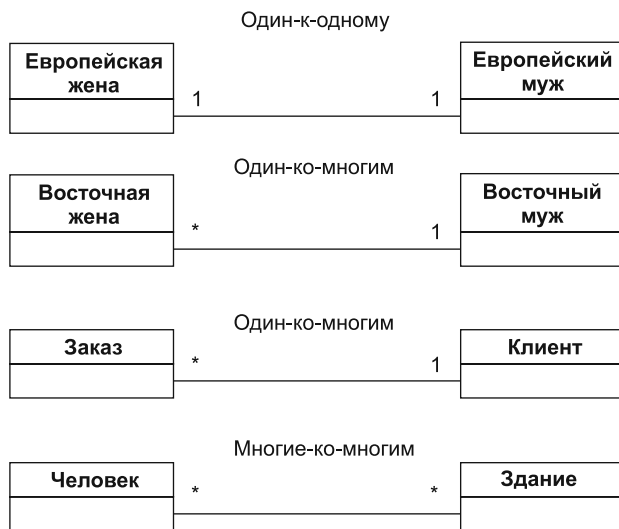 Один-к-одному
Европейская
жена
Европейский
муж
1
1
Один-ко-многим
Восточная
жена
Восточный
муж
*
1
Один-ко-многим
Заказ
Клиент
*
1
Многие-ко-многим
Человек
Здание
*
*